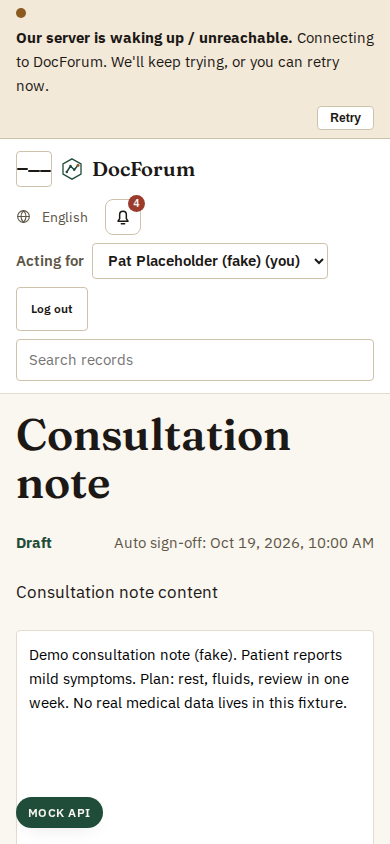 Our server is waking up / unreachable. Connecting
to DocForum. We'll keep trying, or you can retry
now.
Retry
DocForum
English
4
Acting for
Pat Placeholder (fake) (you)
Log out
Search records
Consultation
note
Draft
Auto sign-off: Oct 19, 2026, 10:00 AM
Consultation note content
Demo consultation note (fake). Patient reports
mild symptoms. Plan: rest, fluids, review in one
week. No real medical data lives in this fixture.
MOCK API